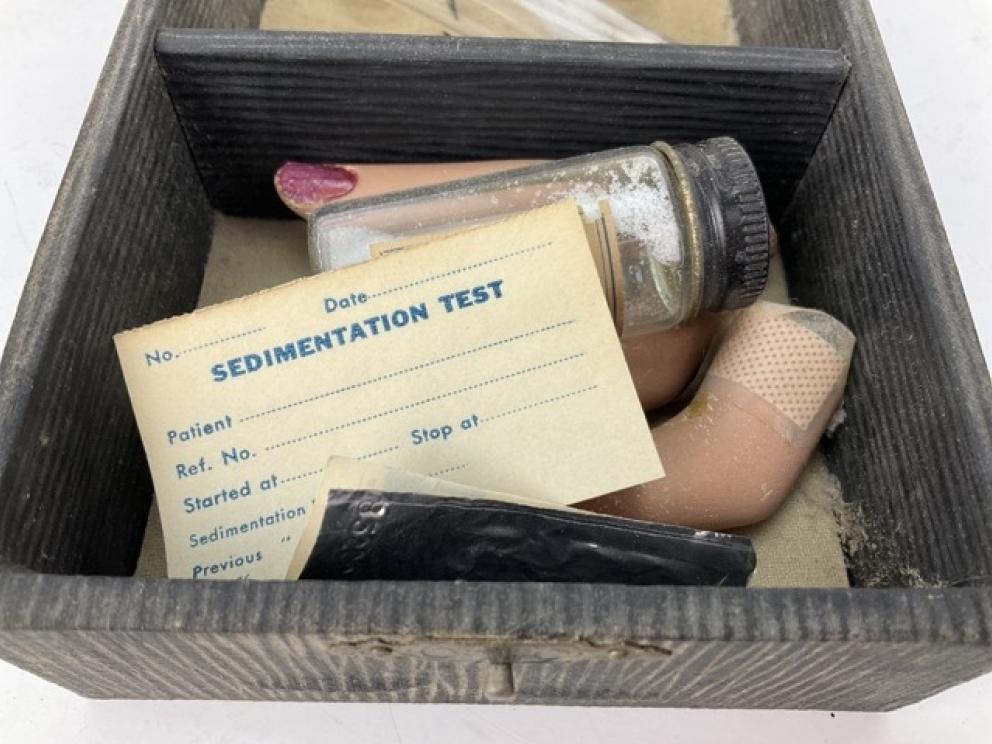 No.................... Date........................................
SEDIMENTATION TEST
Patient ................................................................
Ref. No. ................................................................
Started at.......................... Stop at..........................
Sedimentation
Previous "